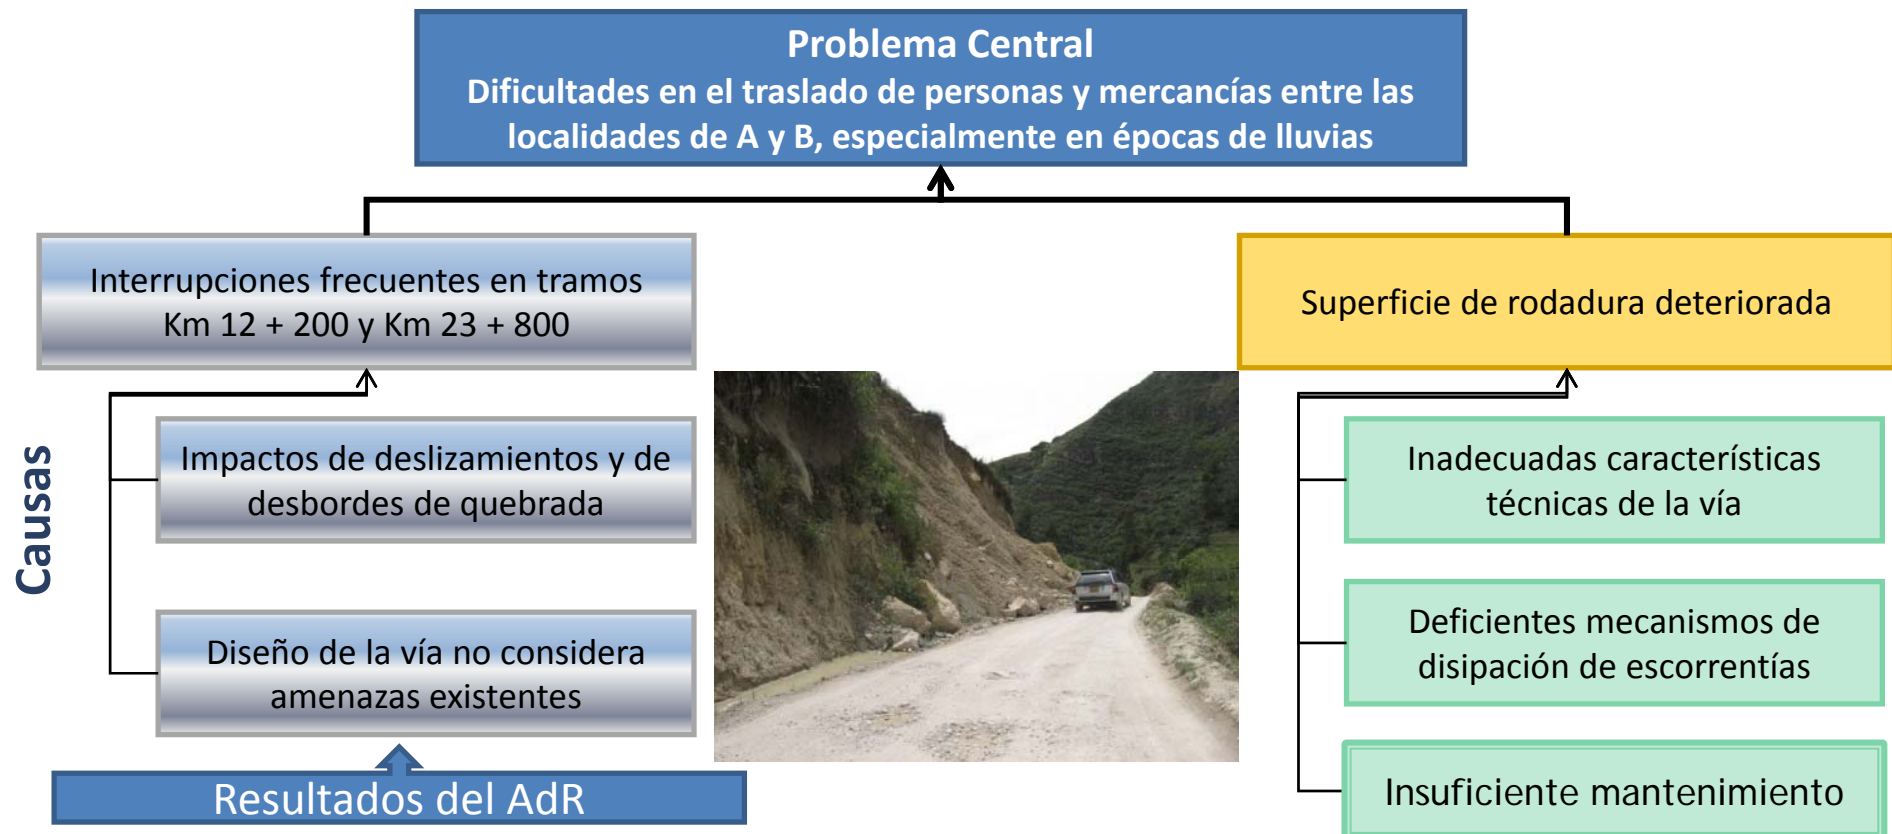 Problema Central
Dificultades en el traslado de personas y mercancías entre las
localidades de A y B, especialmente en épocas de lluvias
Interrupciones frecuentes en tramos
Km 12 + 200 y Km 23 + 800
Superficie de rodadura deteriorada
Causas
Impactos de deslizamientos y de
desbordes de quebrada
Inadecuadas características
técnicas de la vía
Diseño de la vía no considera
amenazas existentes
Deficientes mecanismos de
disipación de escorrentías
Resultados del AdR
Insuficiente mantenimiento